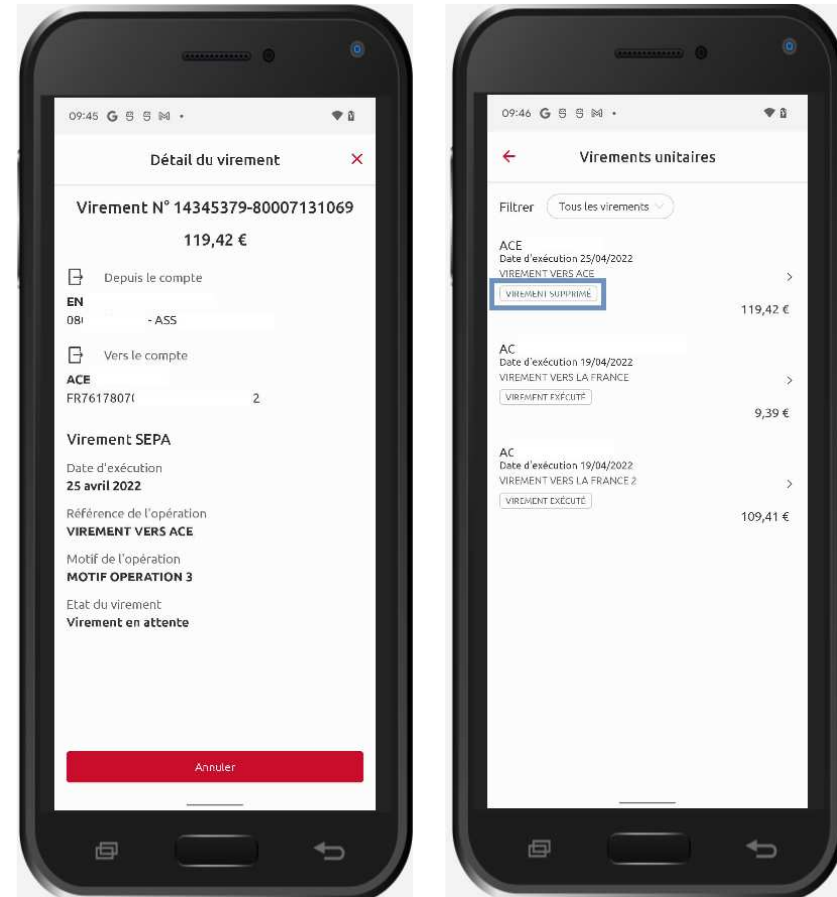 09:45
Détail du virement
Virement N° 14345379-80007131069
119,42 €
Depuis le compte
EN
- ASS
Vers le compte
ACE
FR7617807 2
Virement SEPA
Date d'exécution
25 avril 2022
Référence de l'opération
VIREMENT VERS ACE
Motif de l'opération
MOTIF OPERATION 3
Etat du virement
Virement en attente
Annuler
09:46
Virements unitaires
Filtrer Tous les virements
ACE
Date d'exécution 25/04/2022
VIREMENT VERS ACE
VIREMENT SUPPRIMÉ
119,42 €
AC
Date d'exécution 19/04/2022
VIREMENT VERS LA FRANCE
VIREMENT EXÉCUTÉ
9,39 €
AC
Date d'exécution 19/04/2022
VIREMENT VERS LA FRANCE 2
VIREMENT EXÉCUTÉ
109,41 €